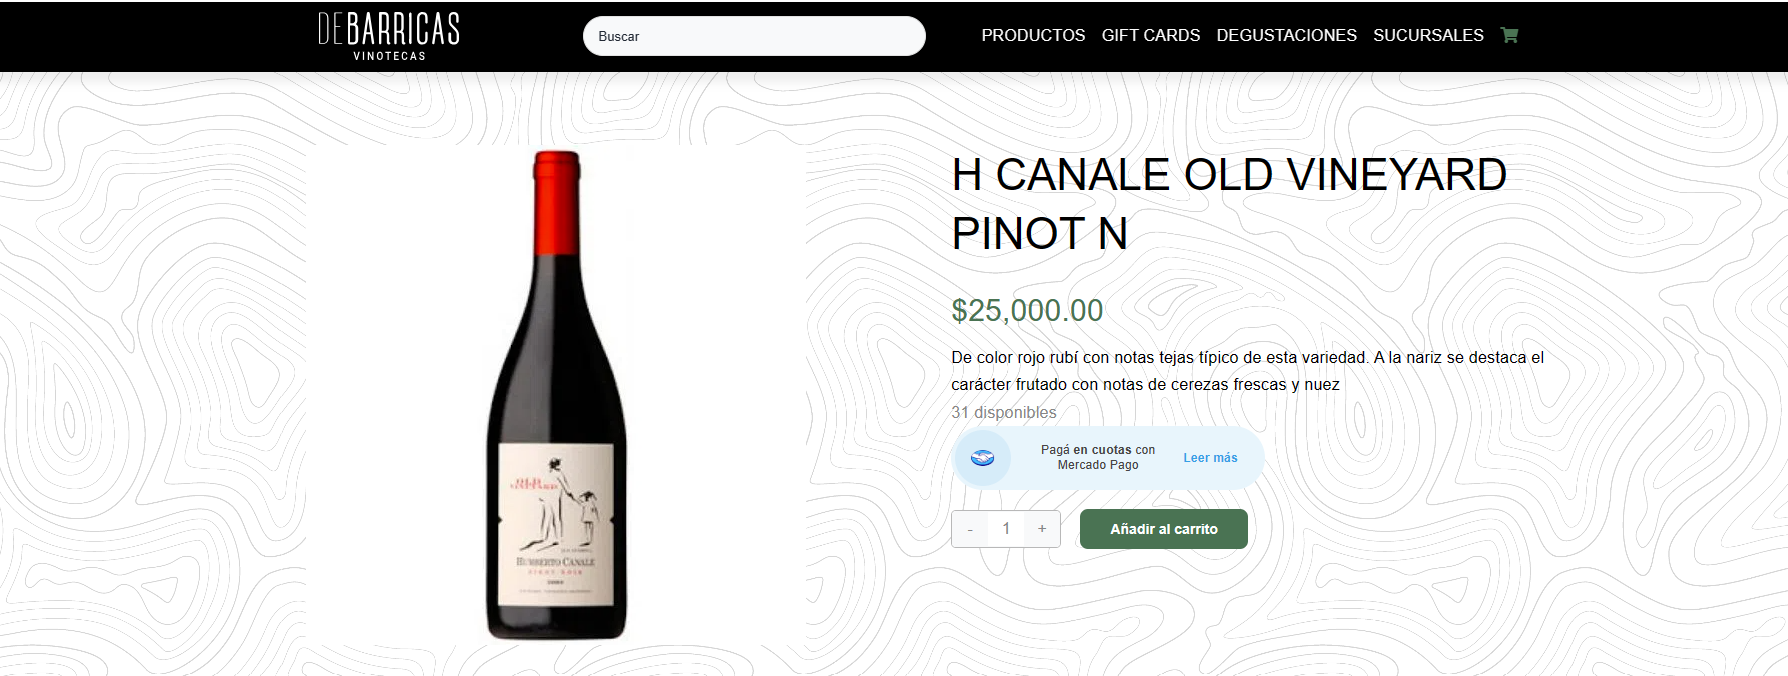 DEBARRICAS
VINOTECAS
Buscar
PRODUCTOS GIFT CARDS DEGUSTACIONES SUCURSALES
H CANALE OLD VINEYARD
PINOT N
$25,000.00
De color rojo rubí con notas tejas típico de esta variedad. A la nariz se destaca el
carácter frutado con notas de cerezas frescas y nuez
31 disponibles
Pagá en cuotas con
Mercado Pago
Leer más
- 1 +
Añadir al carrito
OLD
VINEYARD
HUMBERTO CANALE
PINOT NOIR